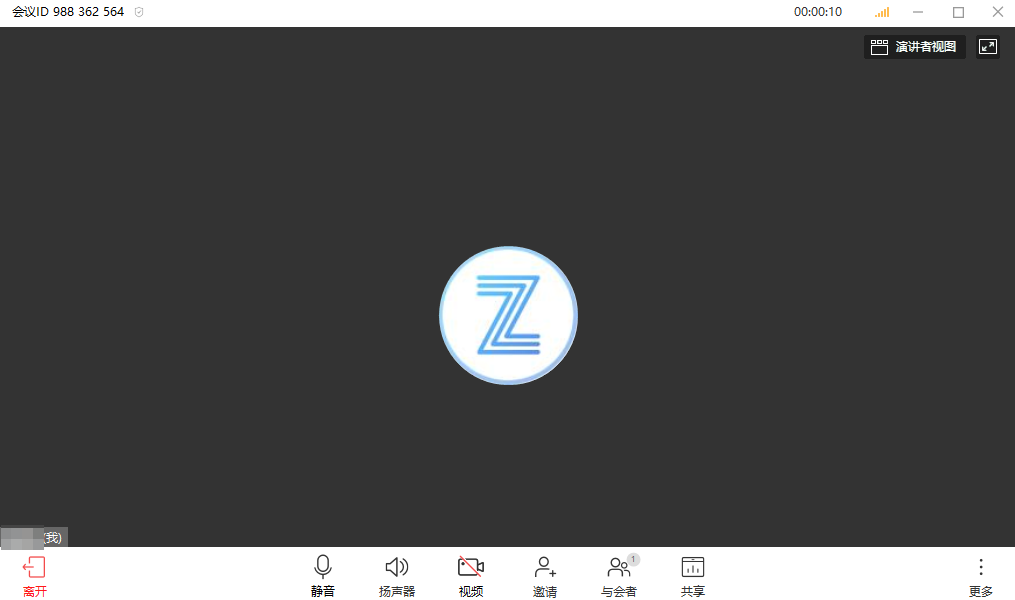 会议ID 988 362 564
00:00:10
演讲者视图
Z
(我)
离开
静音
扬声器
视频
邀请
1
与会者
共享
更多